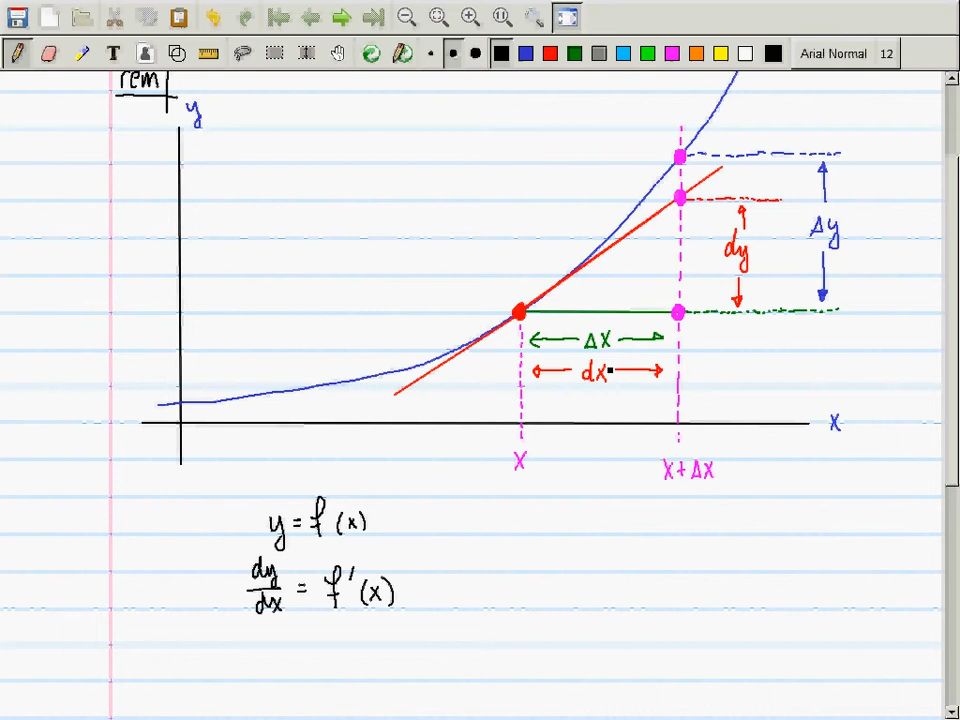 T Arial Normal 12
rem
y
Δy
dy
ΔX
dx
x
X
X+ΔX
y = f(x)
dy/dx = f'(x)